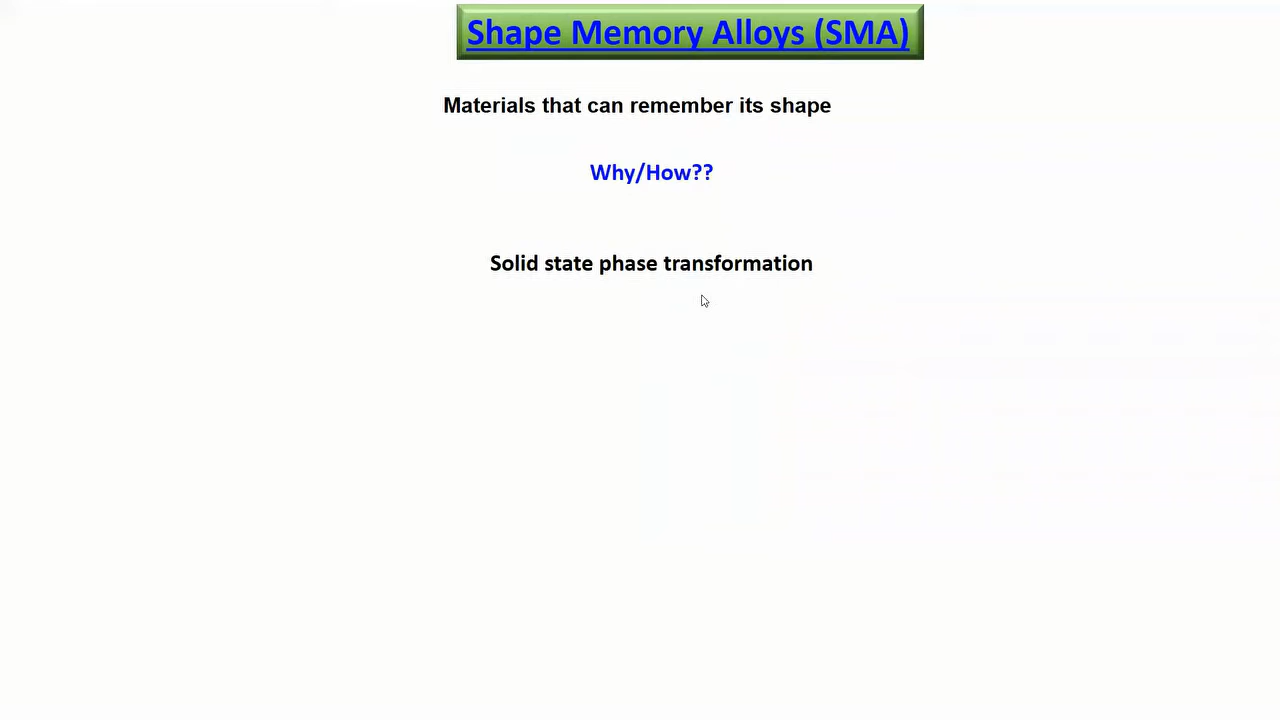 Shape Memory Alloys (SMA)
Materials that can remember its shape
Why/How??
Solid state phase transformation